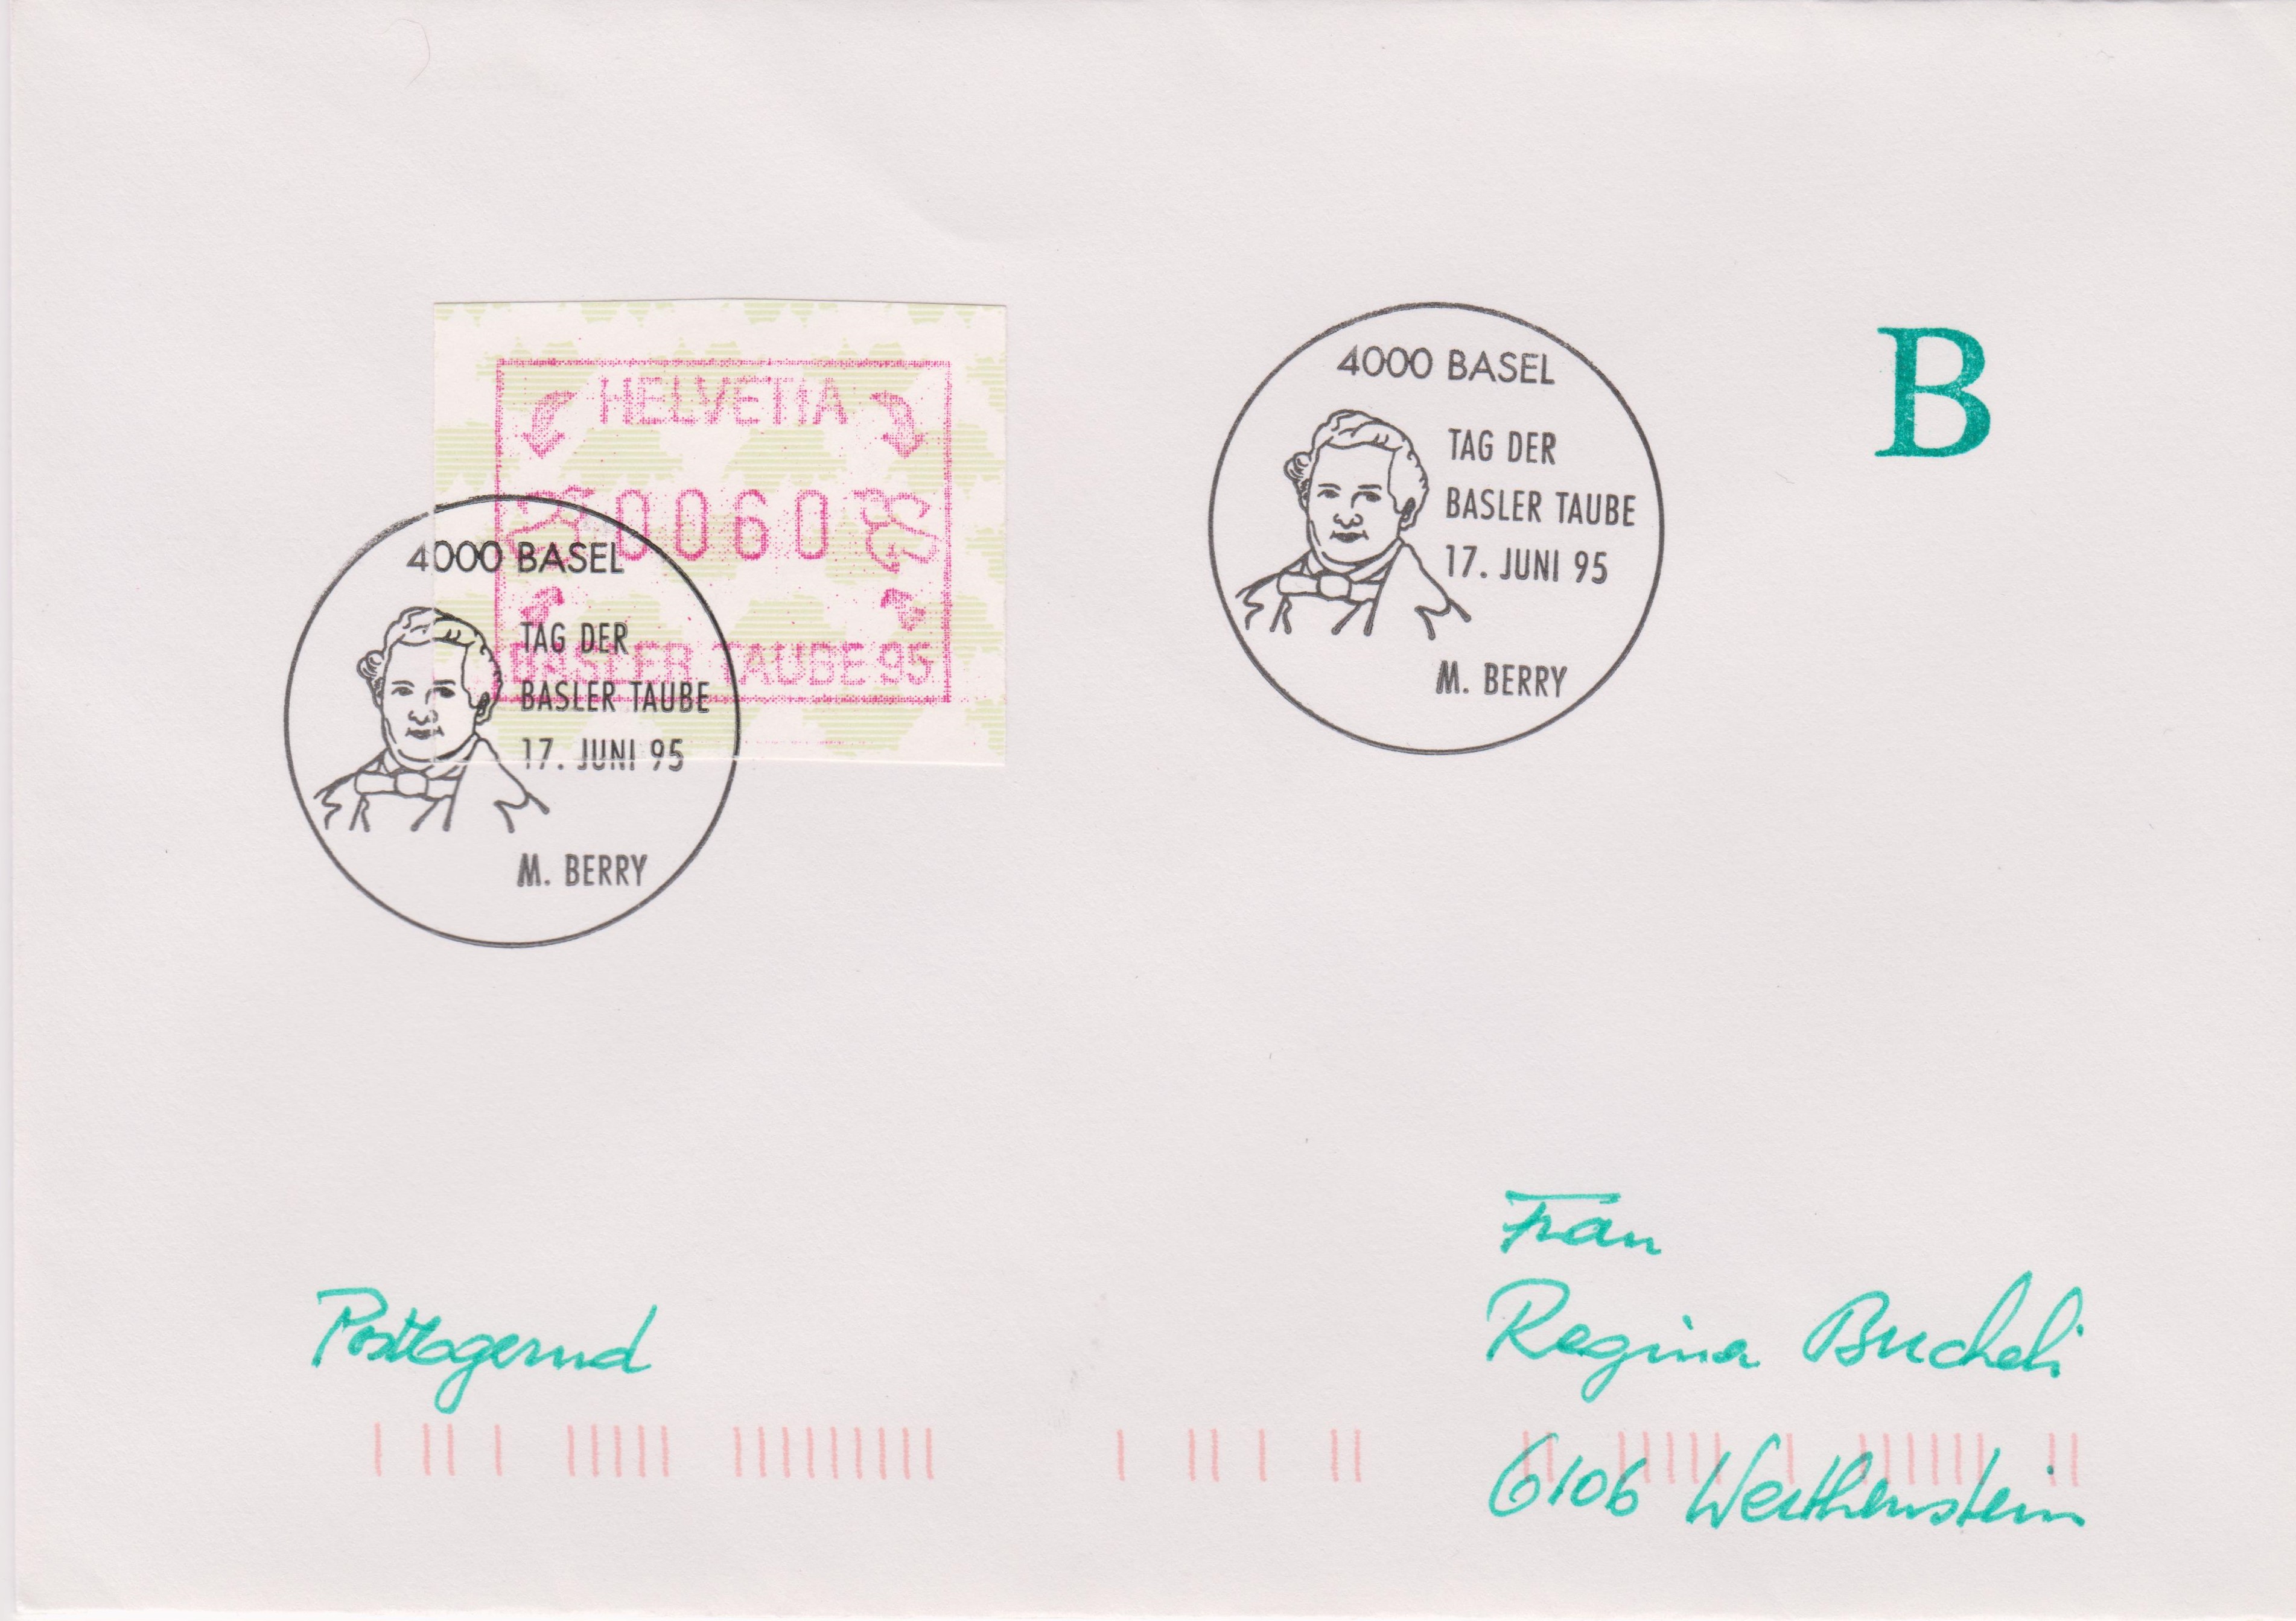 HELVETIA
0060
BASLER TAUBE 95
4000 BASEL
TAG DER
BASLER TAUBE
17. JUNI 95
M. BERRY
4000 BASEL
TAG DER
BASLER TAUBE
17. JUNI 95
M. BERRY
B
Postlagernd
Frau
Regina Bucheli
6106 Werthenstein